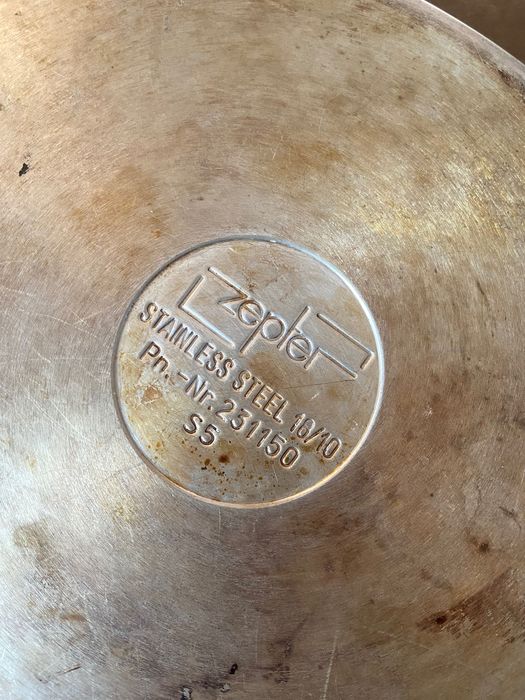 zepter
STAINLESS STEEL 18/10
Pn.-Nr.231150
S5